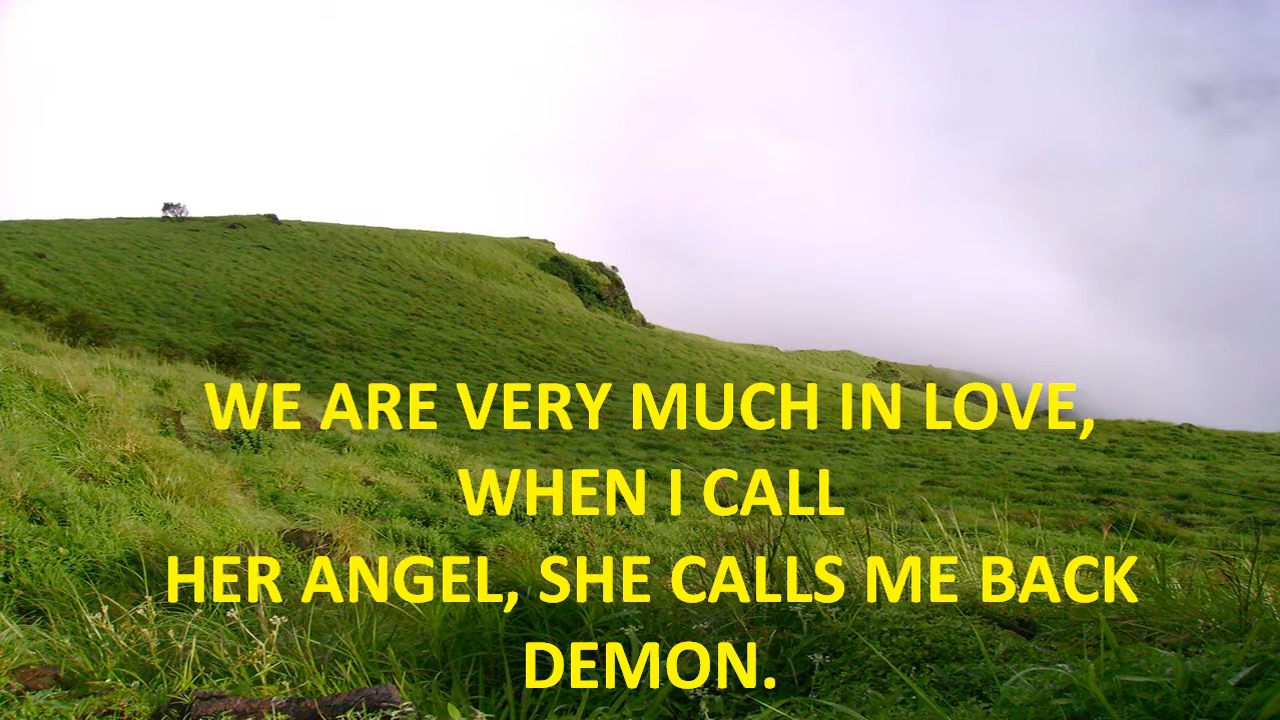 WE ARE VERY MUCH IN LOVE,
WHEN I CALL
HER ANGEL, SHE CALLS ME BACK
DEMON.